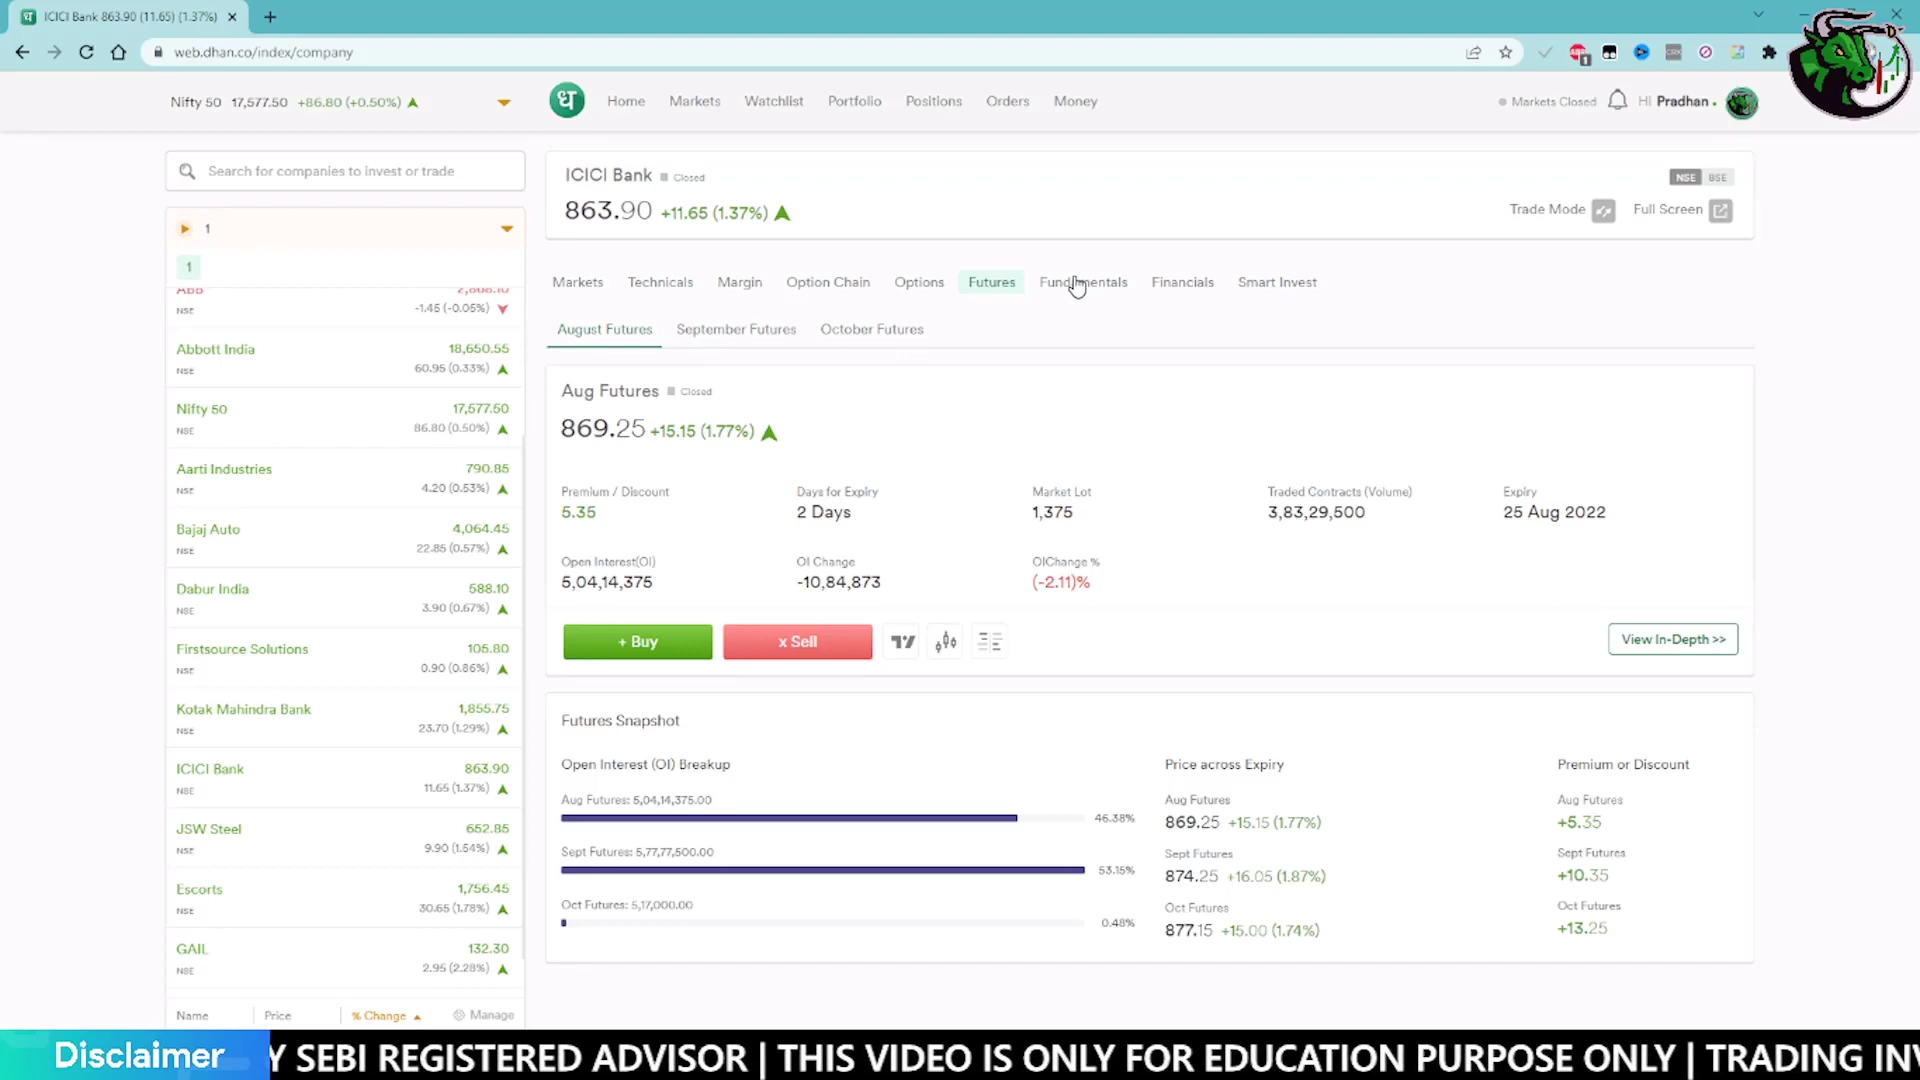 ICICI Bank 863.90 (11.65) (1.37%)
web.dhan.co/index/company
Nifty 50 17,577.50 +86.80 (+0.50%)
Home Markets Watchlist Portfolio Positions Orders Money
Markets Closed Hi Pradhan
Search for companies to invest or trade
1
1
ABB 2,868.10
NSE -1.45 (-0.05%)
Abbott India 18,650.55
NSE 60.95 (0.33%)
Nifty 50 17,577.50
NSE 86.80 (0.50%)
Aarti Industries 790.85
NSE 4.20 (0.53%)
Bajaj Auto 4,064.45
NSE 22.85 (0.57%)
Dabur India 588.10
NSE 3.90 (0.67%)
Firstsource Solutions 105.80
NSE 0.90 (0.86%)
Kotak Mahindra Bank 1,855.75
NSE 23.70 (1.29%)
ICICI Bank 863.90
NSE 11.65 (1.37%)
JSW Steel 652.85
NSE 9.90 (1.54%)
Escorts 1,756.45
NSE 30.65 (1.78%)
GAIL 132.30
NSE 2.95 (2.28%)
Name Price % Change Manage
ICICI Bank Closed
NSE BSE
863.90 +11.65 (1.37%)
Trade Mode Full Screen
Markets Technicals Margin Option Chain Options Futures Fundamentals Financials Smart Invest
August Futures September Futures October Futures
Aug Futures Closed
869.25 +15.15 (1.77%)
Premium / Discount Days for Expiry Market Lot Traded Contracts (Volume) Expiry
5.35 2 Days 1,375 3,83,29,500 25 Aug 2022
Open Interest(OI) OI Change OIChange %
5,04,14,375 -10,84,873 (-2.11)%
+ Buy x Sell View In-Depth >>
Futures Snapshot
Open Interest (OI) Breakup Price across Expiry Premium or Discount
Aug Futures: 5,04,14,375.00 Aug Futures Aug Futures
46.38% 869.25 +15.15 (1.77%) +5.35
Sept Futures: 5,77,77,500.00 Sept Futures Sept Futures
53.15% 874.25 +16.05 (1.87%) +10.35
Oct Futures: 5,17,000.00 Oct Futures Oct Futures
0.48% 877.15 +15.00 (1.74%) +13.25
Disclaimer Y SEBI REGISTERED ADVISOR | THIS VIDEO IS ONLY FOR EDUCATION PURPOSE ONLY | TRADING INV